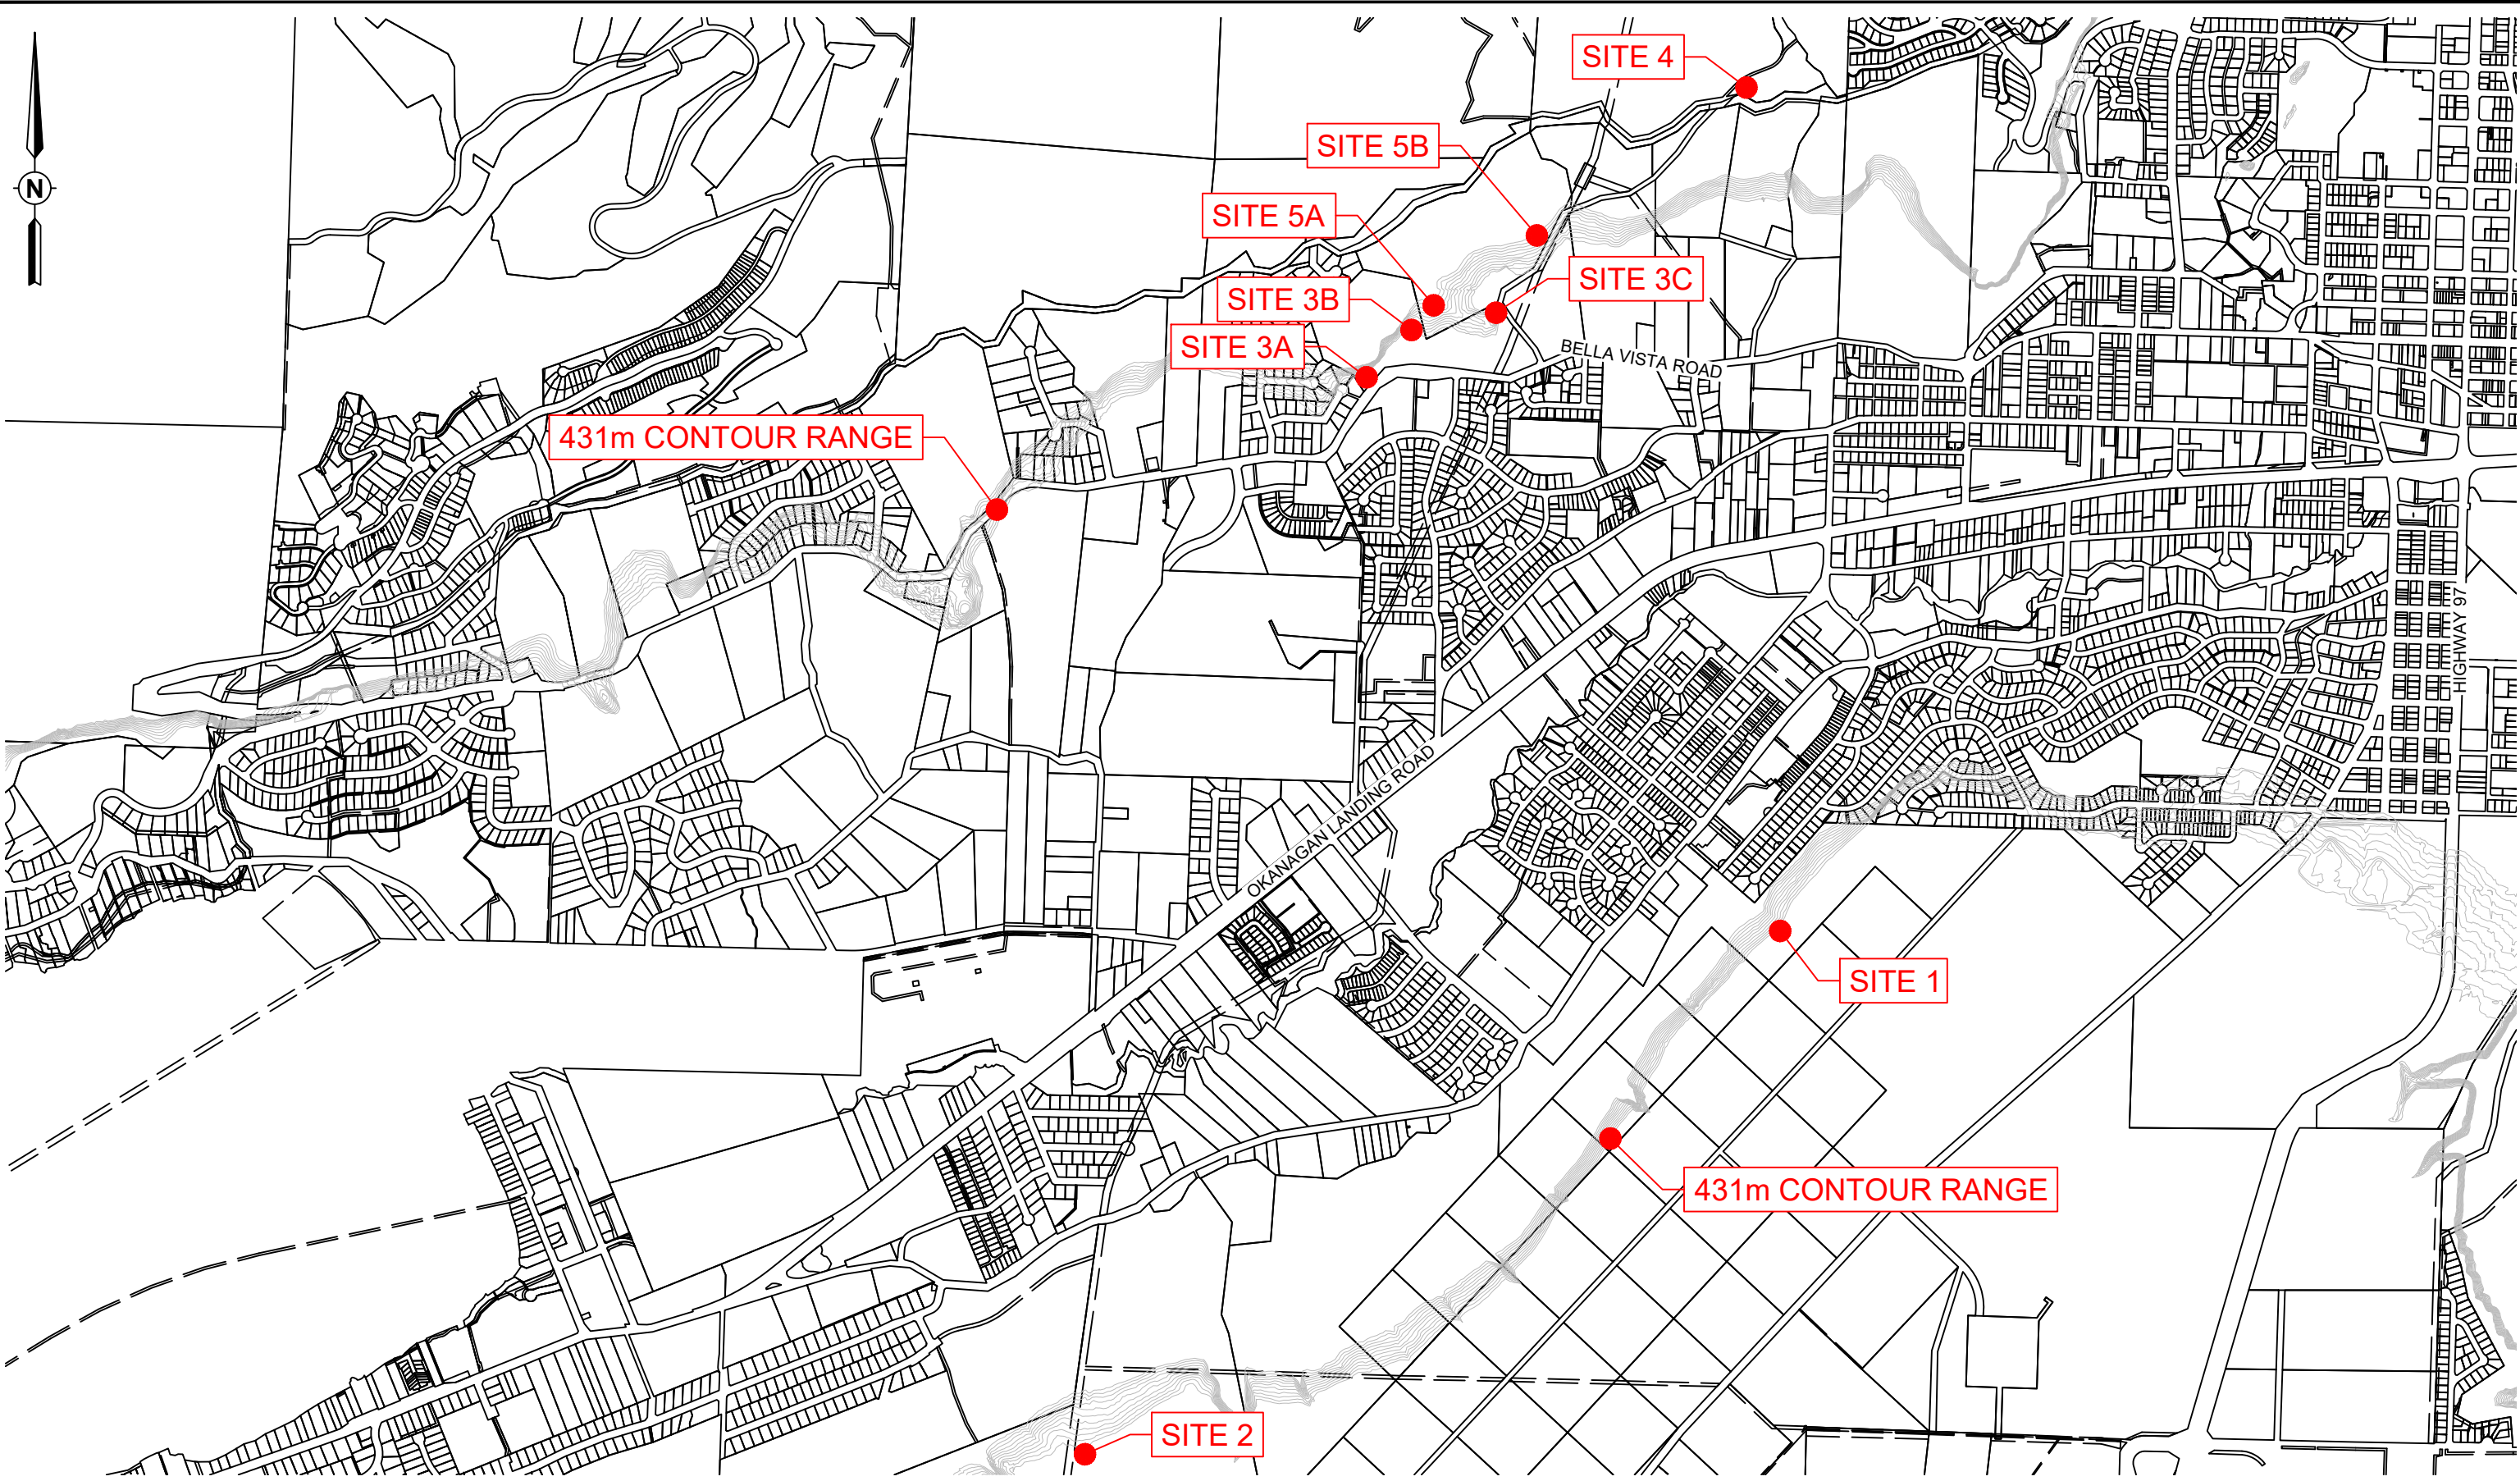 SITE 4
SITE 5B
N
SITE 5A
SITE 3C
SITE 3B
SITE 3A
BELLA VISTA ROAD
431m CONTOUR RANGE
HIGHWAY 97
OKANAGAN LANDING ROAD
SITE 1
431m CONTOUR RANGE
SITE 2